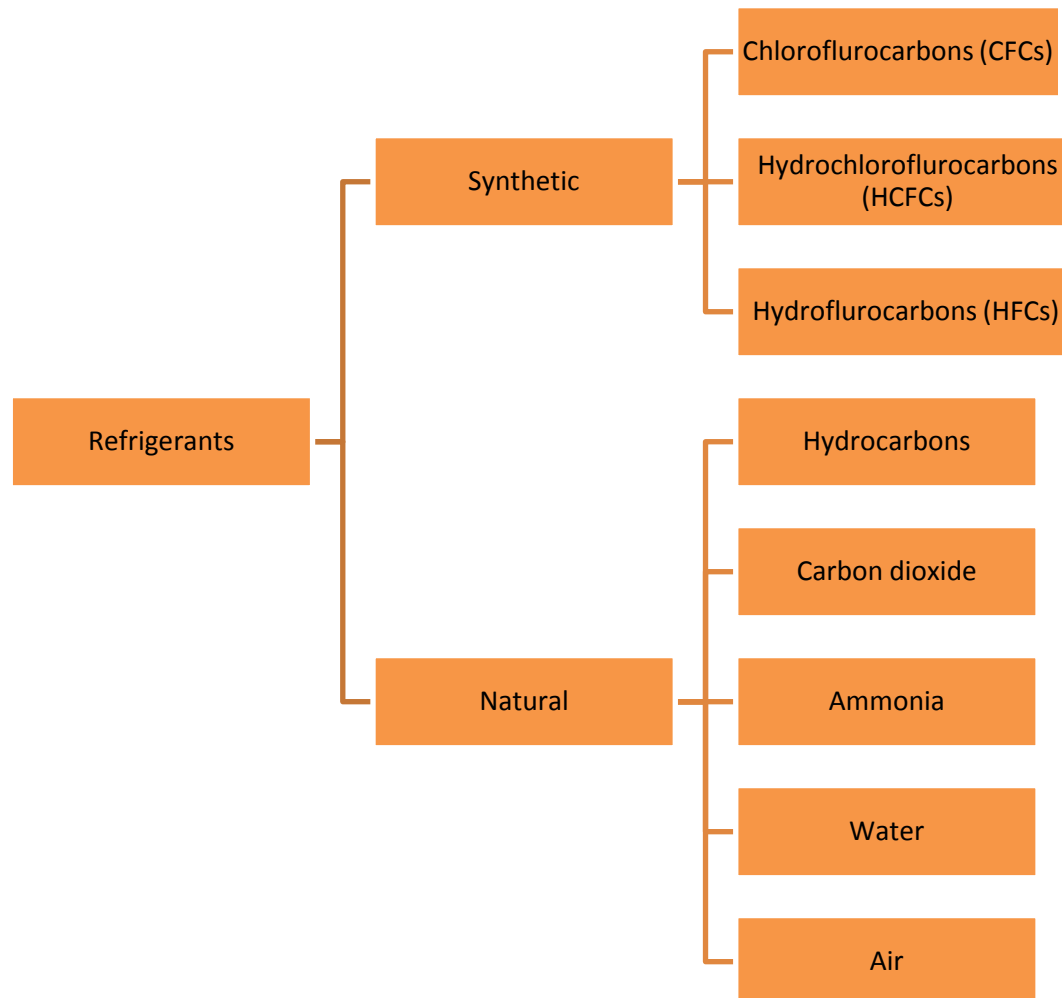 Refrigerants
Synthetic
Chloroflurocarbons (CFCs)
Hydrochloroflurocarbons
(HCFCs)
Hydroflurocarbons (HFCs)
Natural
Hydrocarbons
Carbon dioxide
Ammonia
Water
Air